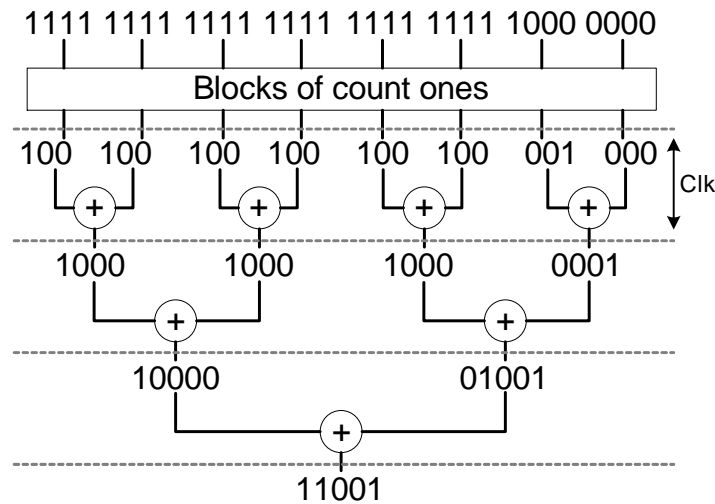 1111 1111 1111 1111 1111 1111 1000 0000
Blocks of count ones
100 100 100 100 100 100 001 000
Clk
+ + + +
1000 1000 1000 0001
+ +
10000 01001
+
11001